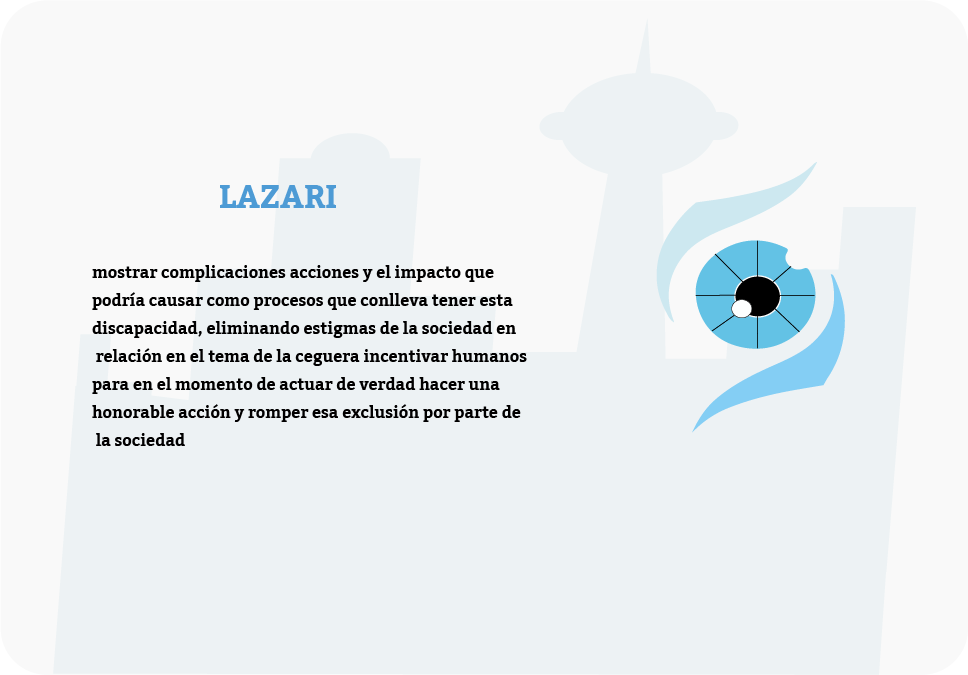 LAZARI
mostrar complicaciones acciones y el impacto que
podría causar como procesos que conlleva tener esta
discapacidad, eliminando estigmas de la sociedad en
relación en el tema de la ceguera incentivar humanos
para en el momento de actuar de verdad hacer una
honorable acción y romper esa exclusión por parte de
la sociedad